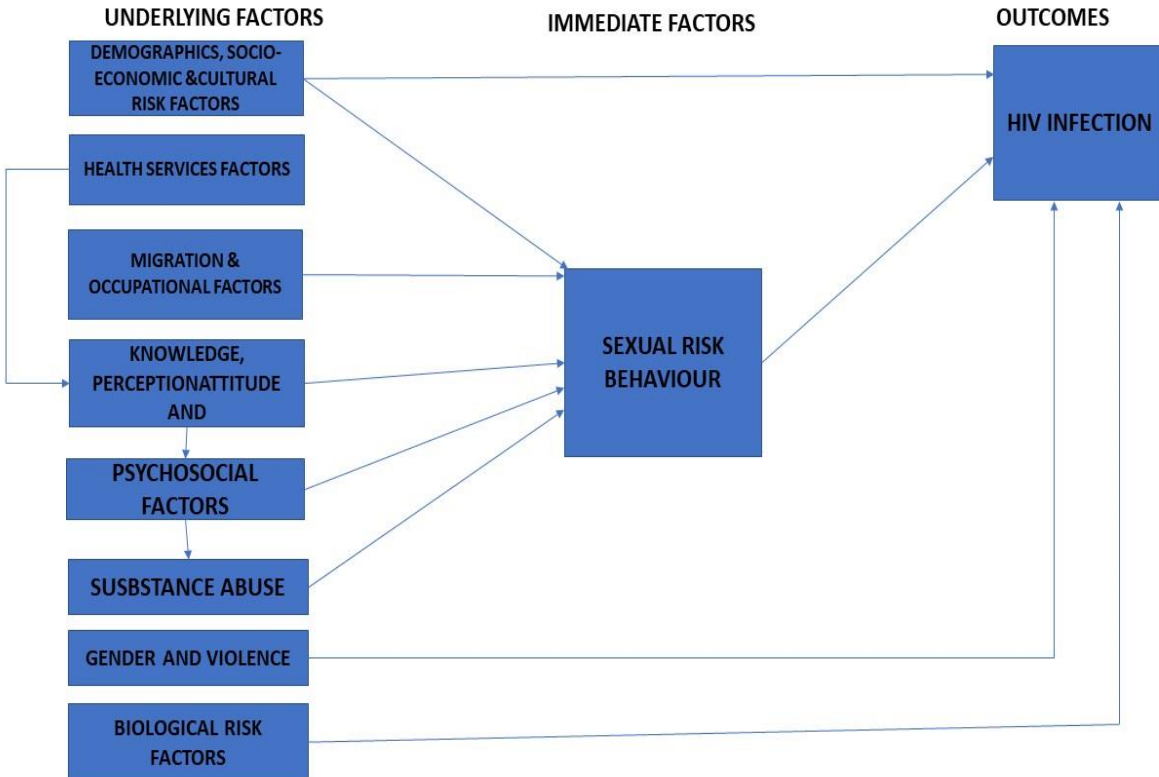 UNDERLYING FACTORS
IMMEDIATE FACTORS
OUTCOMES
DEMOGRAPHICS, SOCIO-
ECONOMIC &CULTURAL
RISK FACTORS
HIV INFECTION
HEALTH SERVICES FACTORS
MIGRATION &
OCCUPATIONAL FACTORS
KNOWLEDGE,
PERCEPTIONATTITUDE
AND
SEXUAL RISK
BEHAVIOUR
PSYCHOSOCIAL
FACTORS
SUSBSTANCE ABUSE
GENDER AND VIOLENCE
BIOLOGICAL RISK
FACTORS